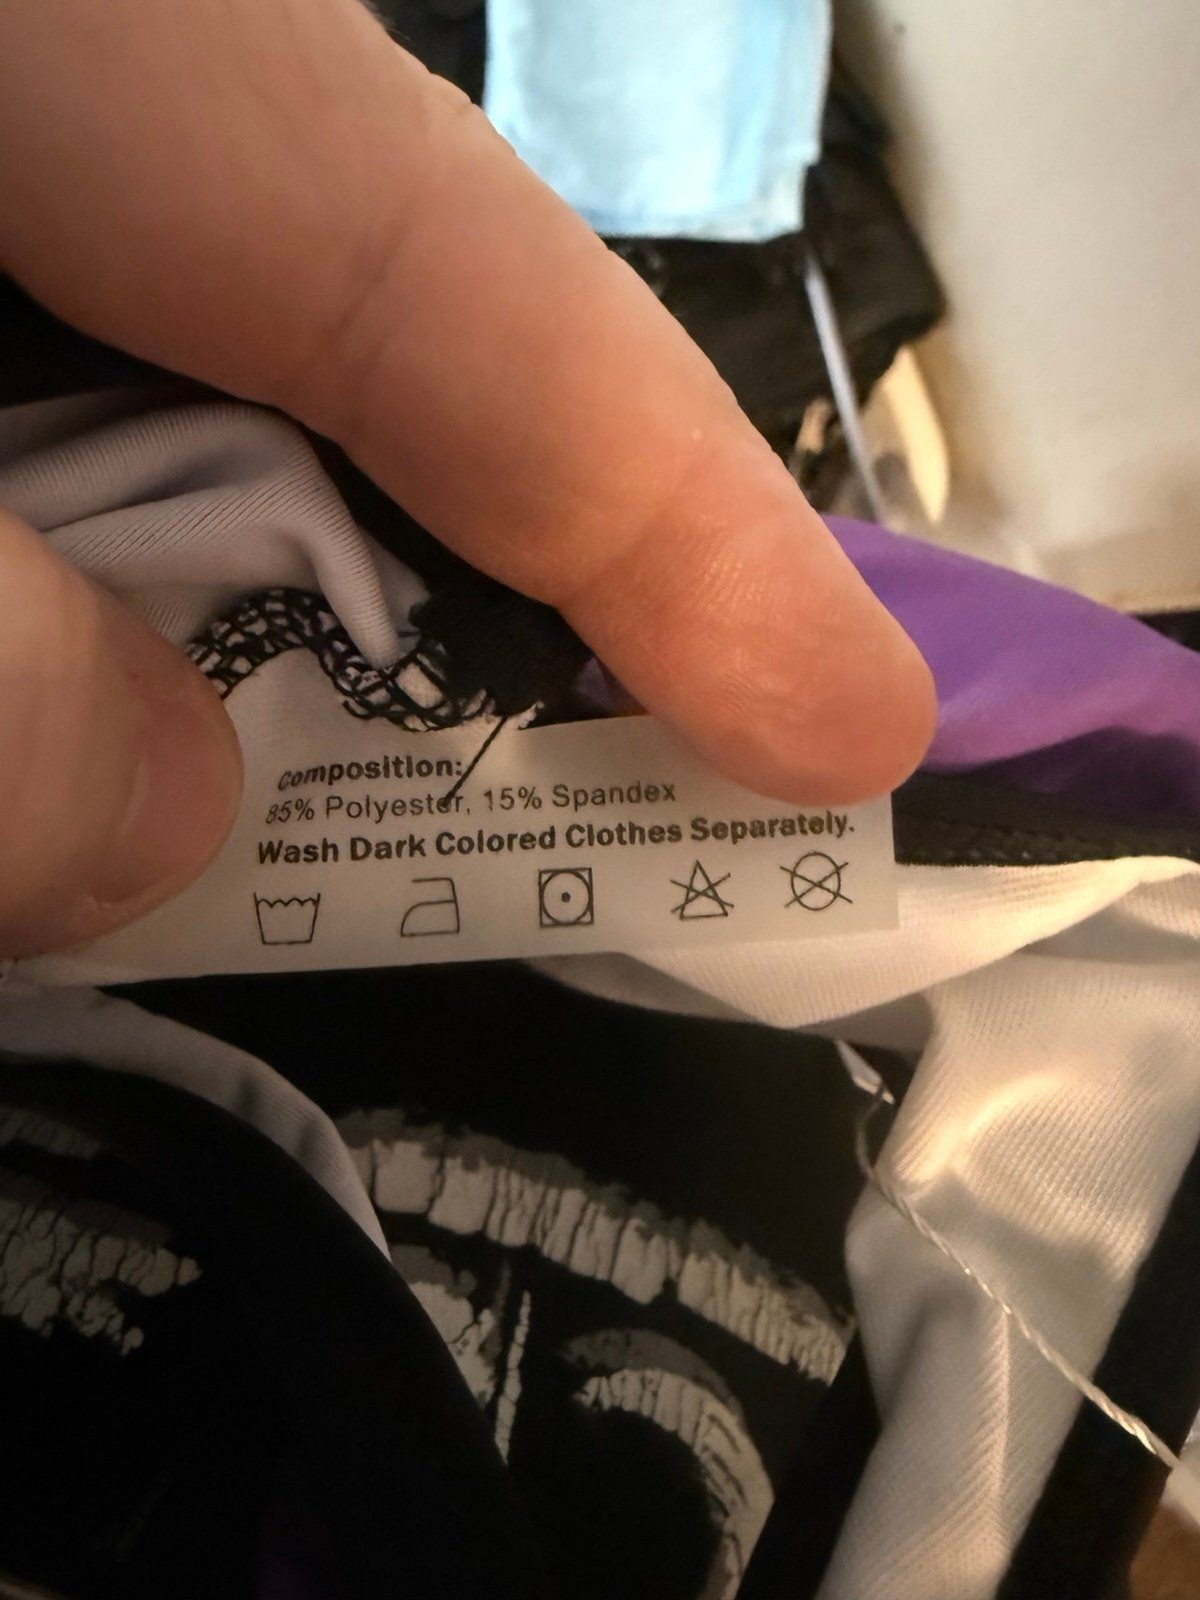 Composition:
85% Polyester, 15% Spandex
Wash Dark Colored Clothes Separately.